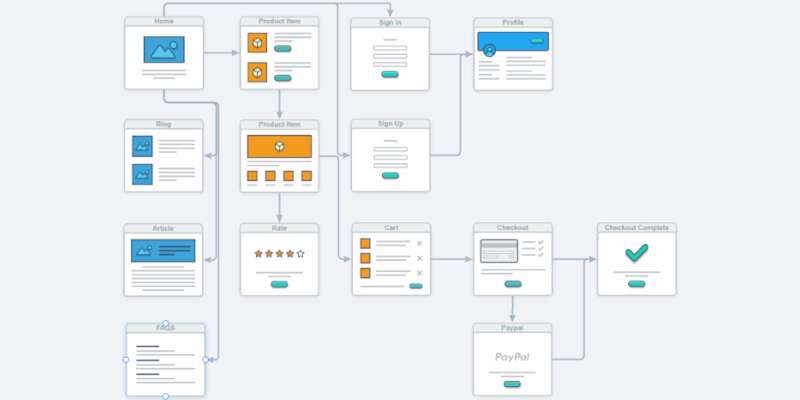 Home
Product Item
Sign In
Profile
Blog
Product Item
Sign Up
Article
Rate
Cart
Checkout
Checkout Complete
FAQS
Paypal
PayPal